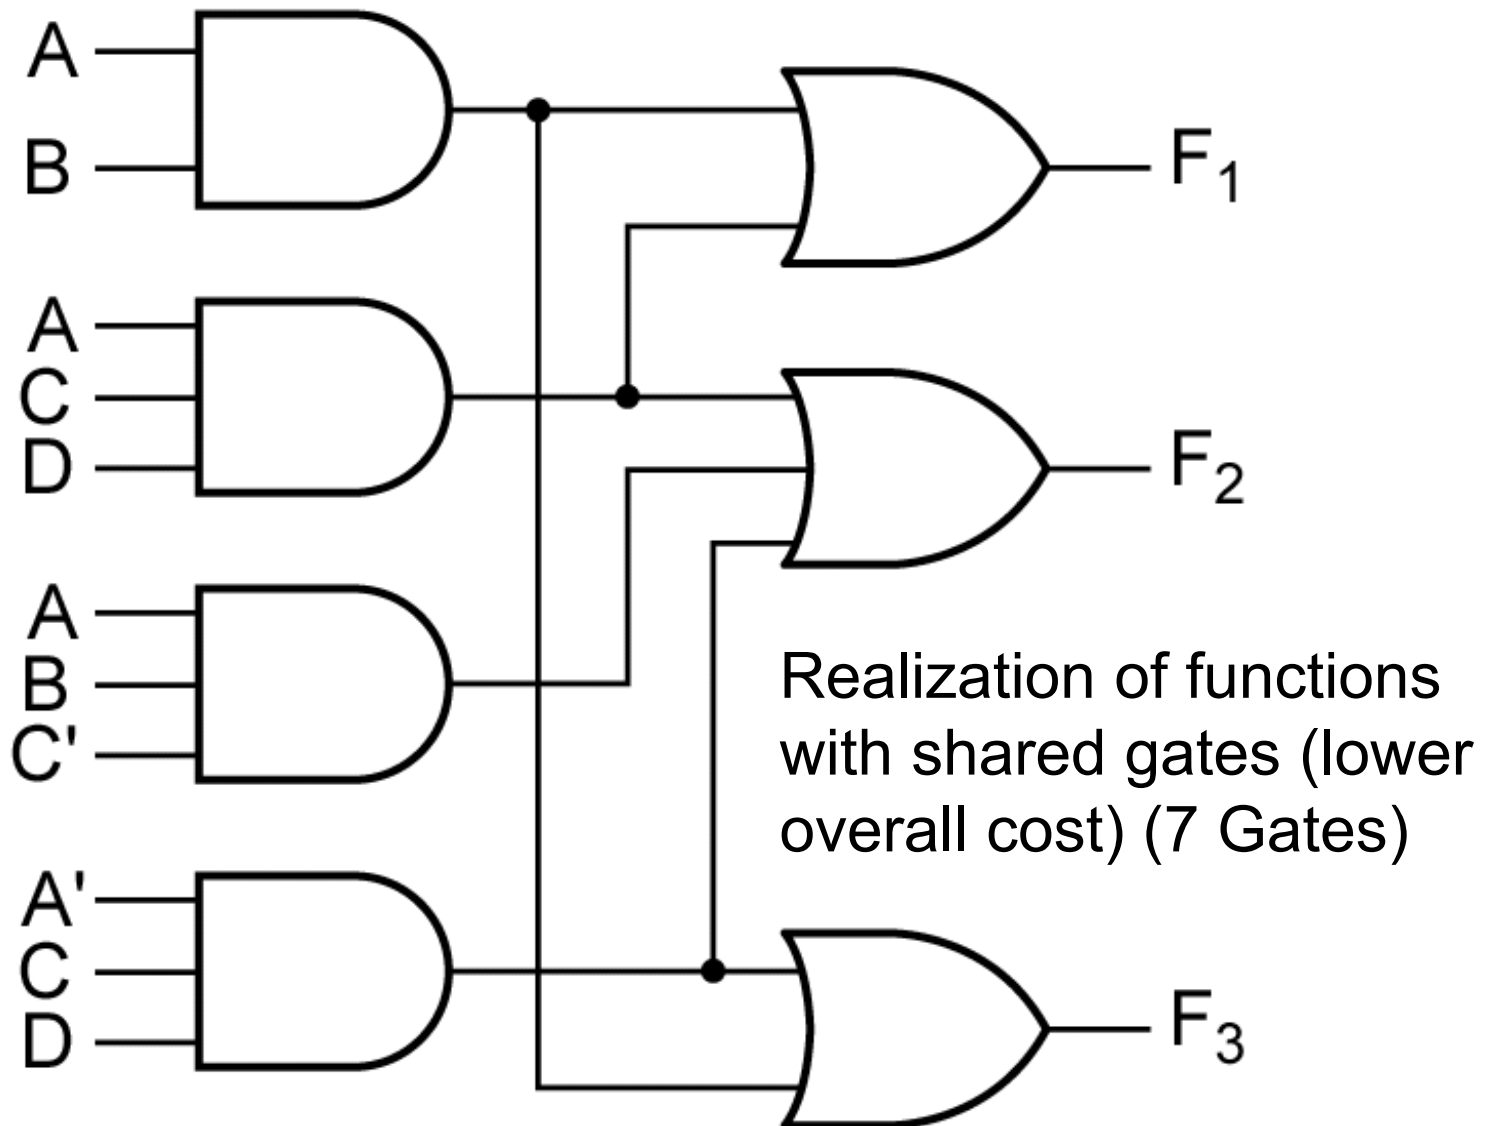 A
B
F₁
A
C
D
F₂
A
B
C'
Realization of functions
with shared gates (lower
overall cost) (7 Gates)
A'
C
D
F₃